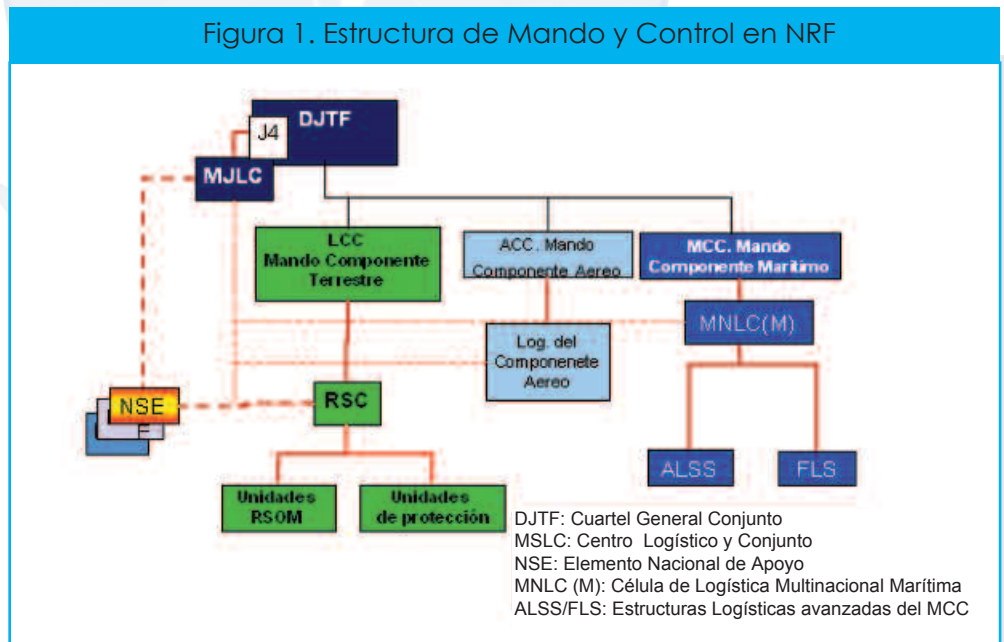 Figura 1. Estructura de Mando y Control en NRF
DJTF
J4
MJLC
LCC
Mando Componente
Terrestre
ACC. Mando
Componente Aereo
MCC. Mando
Componente Maritimo
MNLC(M)
Log. del
Componenete
Aereo
NSE
E
RSC
ALSS
FLS
Unidades
RSOM
Unidades
de protección
DJTF: Cuartel General Conjunto
MSLC: Centro Logístico y Conjunto
NSE: Elemento Nacional de Apoyo
MNLC (M): Célula de Logística Multinacional Marítima
ALSS/FLS: Estructuras Logísticas avanzadas del MCC